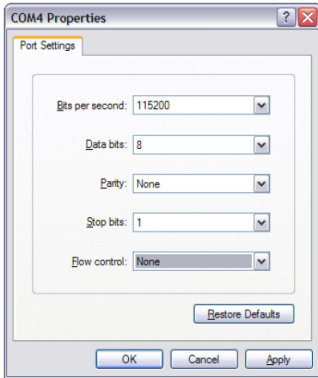 COM4 Properties
Port Settings
Bits per second: 115200
Data bits: 8
Parity: None
Stop bits: 1
Flow control: None
Restore Defaults
OK Cancel Apply